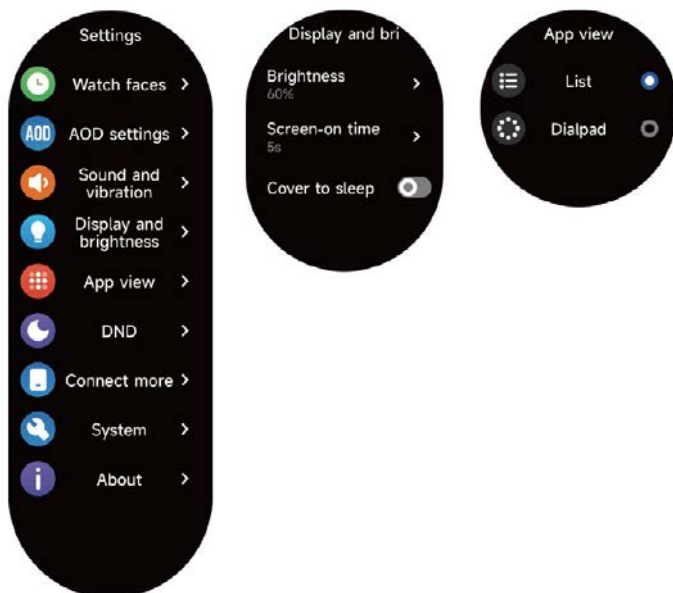 Settings
Watch faces
AOD
AOD settings
Sound and
vibration
Display and
brightness
App view
DND
Connect more
System
i
About
Display and bri
Brightness
60%
Screen-on time
5s
Cover to sleep
App view
List
Dialpad